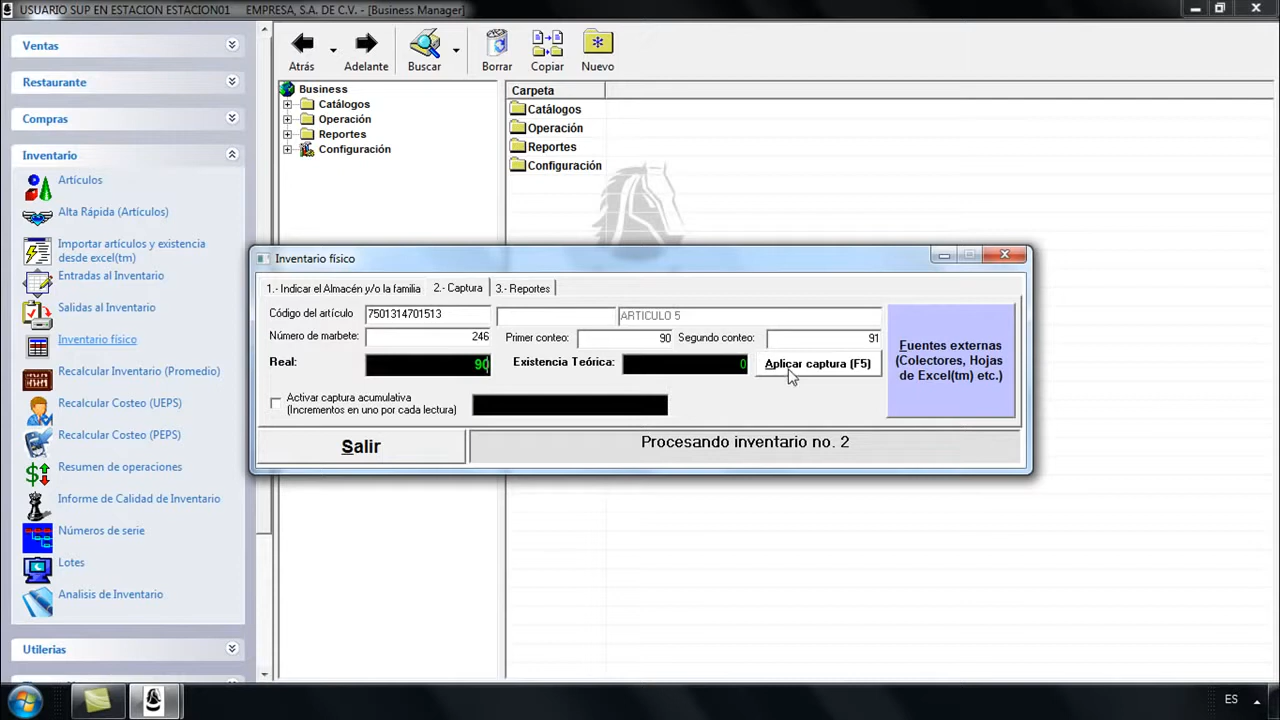 USUARIO SUP EN ESTACION ESTACION01 EMPRESA, S.A. DE C.V. - [Business Manager]
Ventas
Restaurante
Compras
Inventario
Artículos
Alta Rápida (Artículos)
Importar artículos y existencia
desde excel(tm)
Entradas al Inventario
Salidas al Inventario
Inventario físico
Recalcular Inventario (Promedio)
Recalcular Costeo (UEPS)
Recalcular Costeo (PEPS)
Resumen de operaciones
Informe de Calidad de Inventario
Números de serie
Lotes
Analisis de Inventario
Utilerias
Atrás
Adelante
Buscar
Borrar
Copiar
Nuevo
Business
Catálogos
Operación
Reportes
Configuración
Carpeta
Catálogos
Operación
Reportes
Configuración
Inventario físico
1.- Indicar el Almacén y/o la familia
2.- Captura
3.- Reportes
Código del artículo 7501314701513 ARTICULO 5
Número de marbete: 246 Primer conteo: 90 Segundo conteo: 91
Real: 90 Existencia Teórica: 0 Aplicar captura (F5)
Fuentes externas
(Colectores, Hojas
de Excel(tm) etc.)
Activar captura acumulativa
(Incrementos en uno por cada lectura)
Salir
Procesando inventario no. 2
ES